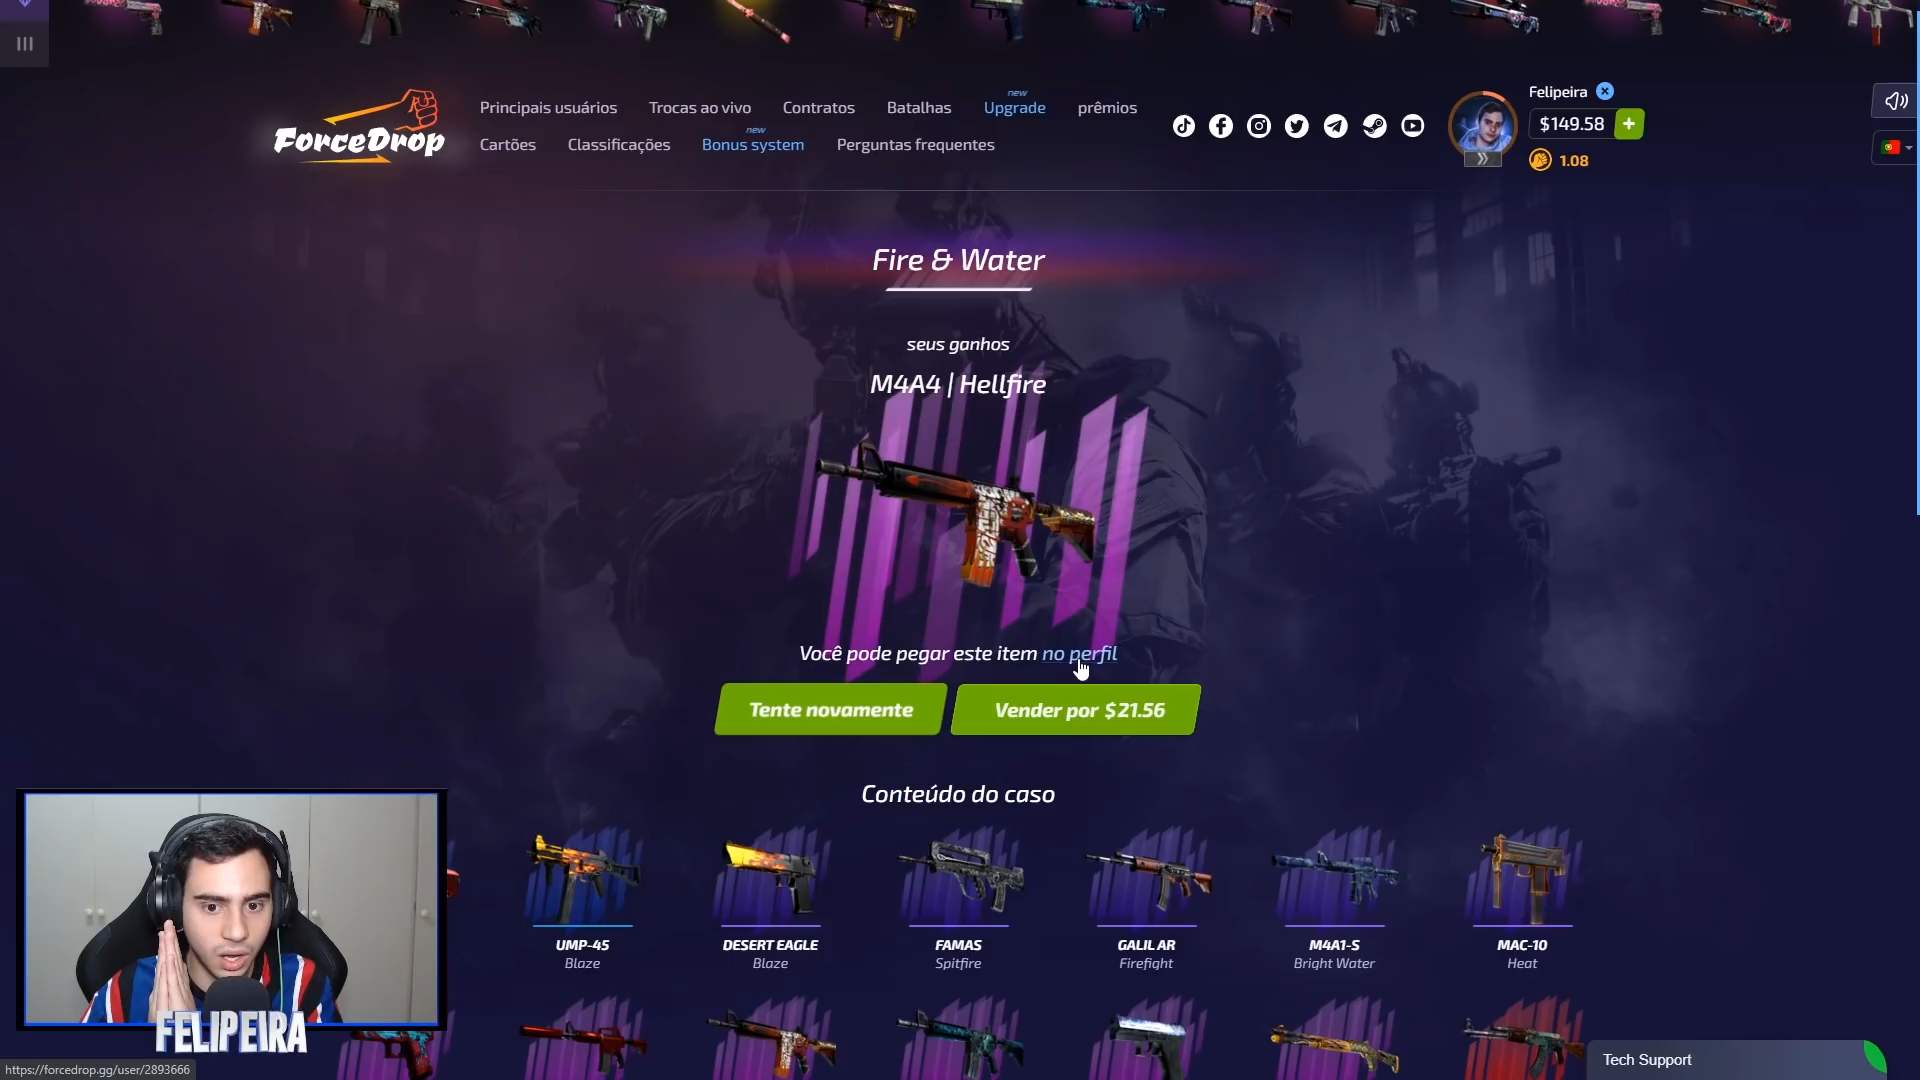 ForceDrop
Principais usuários
Trocas ao vivo
Contratos
Batalhas
new
Upgrade
prêmios
Cartões
Classificações
new
Bonus system
Perguntas frequentes
Felipeira
$149.58
+
1.08
Fire & Water
seus ganhos
M4A4 | Hellfire
Você pode pegar este item no perfil
Tente novamente
Vender por $21.56
Conteúdo do caso
UMP-45
Blaze
DESERT EAGLE
Blaze
FAMAS
Spitfire
GALIL AR
Firefight
M4A1-S
Bright Water
MAC-10
Heat
FELIPEIRA
https://forcedrop.gg/user/2893666
Tech Support